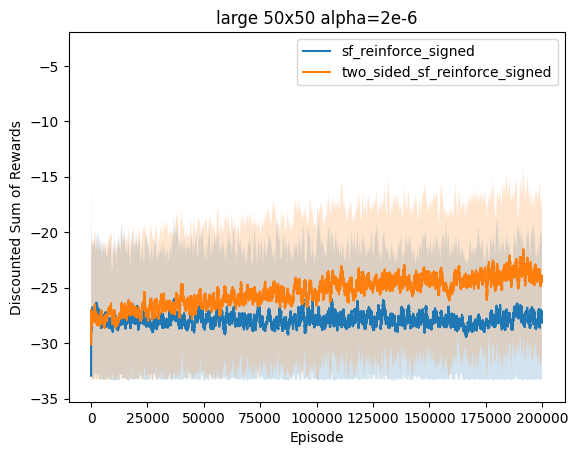 large 50x50 alpha=2e-6
sf_reinforce_signed
two_sided_sf_reinforce_signed
Discounted Sum of Rewards
−5
−10
−15
−20
−25
−30
−35
0 25000 50000 75000 100000 125000 150000 175000 200000
Episode